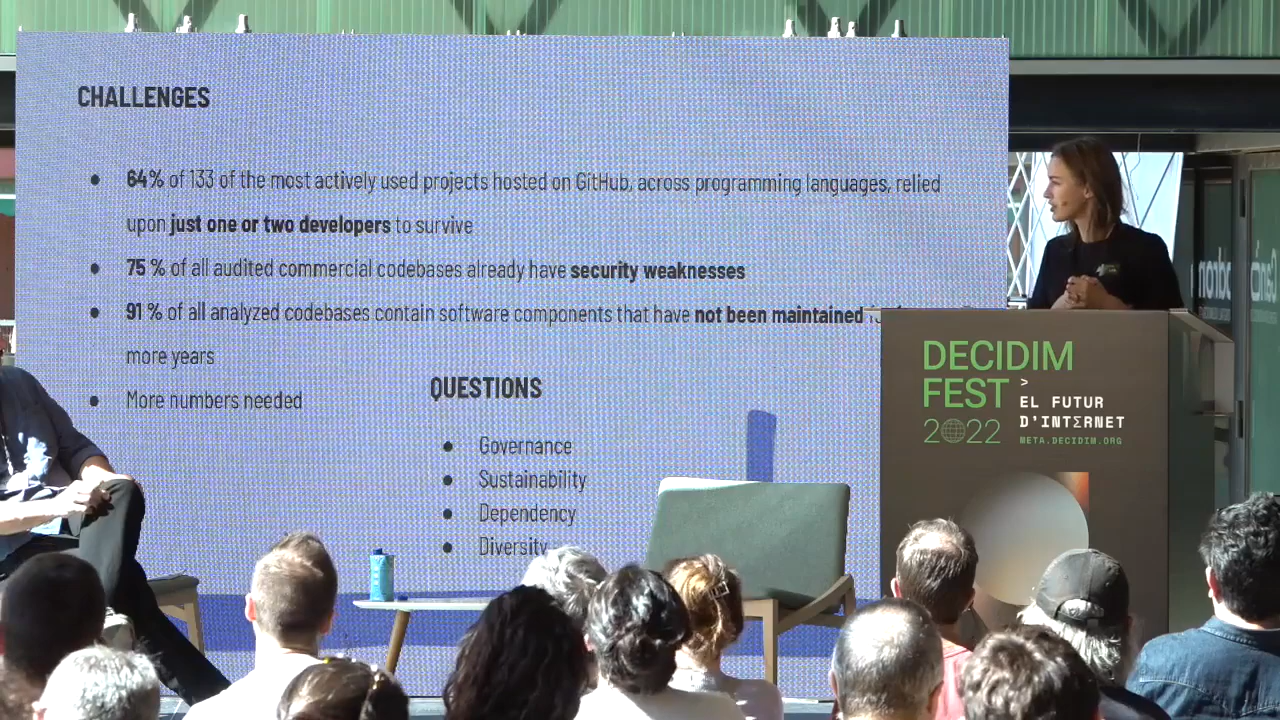 CHALLENGES
● 64% of 133 of the most actively used projects hosted on GitHub, across programming languages, relied
upon just one or two developers to survive
● 75 % of all audited commercial codebases already have security weaknesses
● 91 % of all analyzed codebases contain software components that have not been maintained
more years
● More numbers needed
QUESTIONS
● Governance
● Sustainability
● Dependency
● Diversity
DECIDIM
FEST >
EL FUTUR
2022 D'INTΣRNET
META.DECIDIM.ORG